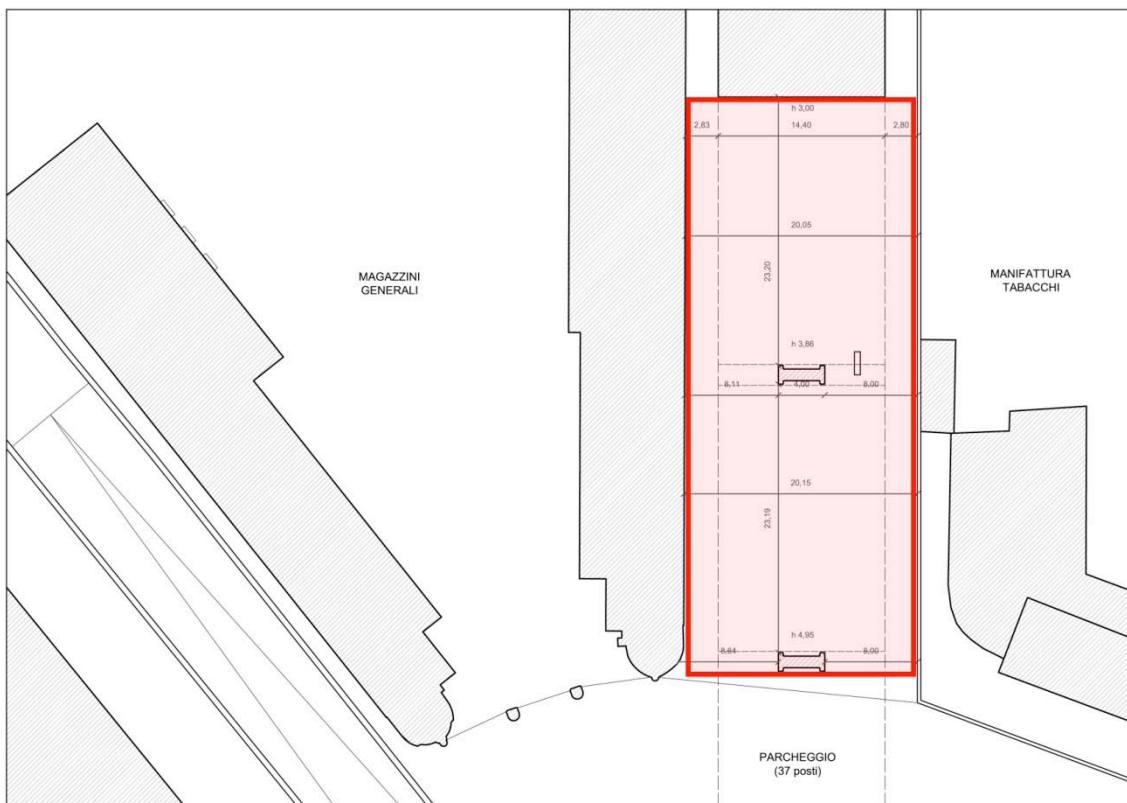 h 3,00
2,83
14,40
2,80
20,05
MAGAZZINI
GENERALI
MANIFATTURA
TABACCHI
23,20
h 3,86
8,11
4,00
8,00
20,15
23,19
h 4,95
8,64
8,00
PARCHEGGIO
(37 posti)